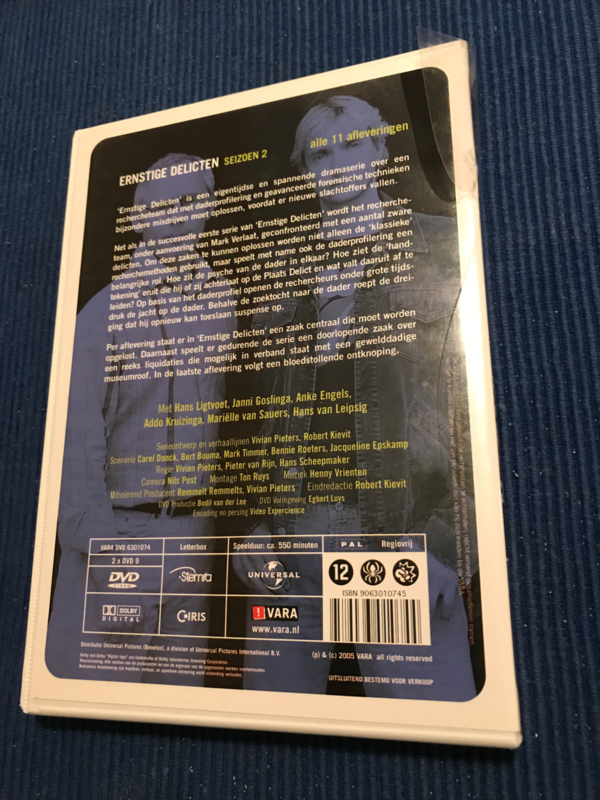 alle 11 afleveringen
ERNSTIGE DELICTEN SEIZOEN 2
'Ernstige Delicten' is een eigentijdse en spannende dramaserie over een
rechercheteam dat met daderprofilering en geavanceerde forensische technieken
bijzondere misdrijven moet oplossen, voordat er nieuwe slachtoffers vallen.
Net als in de succesvolle eerste serie van 'Ernstige Delicten' wordt het recherche-
team, onder aanvoering van Mark Verlaat, geconfronteerd met een aantal zware
delicten. Om deze zaken te kunnen oplossen worden niet alleen de 'klassieke'
recherchemethoden gebruikt, maar speelt met name ook de daderprofilering een
belangrijke rol. Hoe zit de psyche van de dader in elkaar? Hoe ziet de 'hand-
tekening' eruit die hij of zij achterlaat op de Plaats Delict en wat valt daaruit af te
leiden? Op basis van het daderprofiel openen de rechercheurs onder grote tijds-
druk de jacht op de dader. Behalve de zoektocht naar de dader roept de drei-
ging dat hij opnieuw kan toeslaan suspense op.
Per aflevering staat er in 'Ernstige Delicten' een zaak centraal die moet worden
opgelost. Daarnaast speelt er gedurende de serie een doorlopende zaak over
een reeks liquidaties die mogelijk in verband staat met een gewelddadige
museumroof. In de laatste aflevering volgt een bloedstollende ontknoping.
Met Hans Ligtvoet, Janni Goslinga, Anke Engels,
Addo Kruizinga, Mariëlle van Sauers, Hans van Leipsig
Serieontwerp en verhaallijnen Vivian Pieters, Robert Kievit
Scenario Carel Donck, Bert Bouma, Mark Timmer, Bennie Roeters, Jacqueline Epskamp
Regie Vivian Pieters, Pieter van Rijn, Hans Scheepmaker
Camera Nils Post Montage Ton Ruys Muziek Henny Vrienten
Uitvoerend Producent Remmelt Remmelts, Vivian Pieters Eindredactie Robert Kievit
DVD Productie Bodil van der Lee DVD Vormgeving Egbert Luys
Encoding en persing Video Expercience
VARA DVD 6301074 Letterbox Speelduur: ca. 550 minuten PAL Regiovrij
2 x DVD 9
DVD VIDEO Stemra UNIVERSAL 12
ISBN 9063010745
DOLBY DIGITAL IRIS VARA
www.vara.nl
Distributie Universal Pictures (Benelux), a division of Universal Pictures International B.V.
(p) & (c) 2005 VARA all rights reserved
Dolby and Dolby "Digital logo" are trademarks of Dolby laboratories licensing Corporation.
UITSLUITEND BESTEMD VOOR VERKOOP